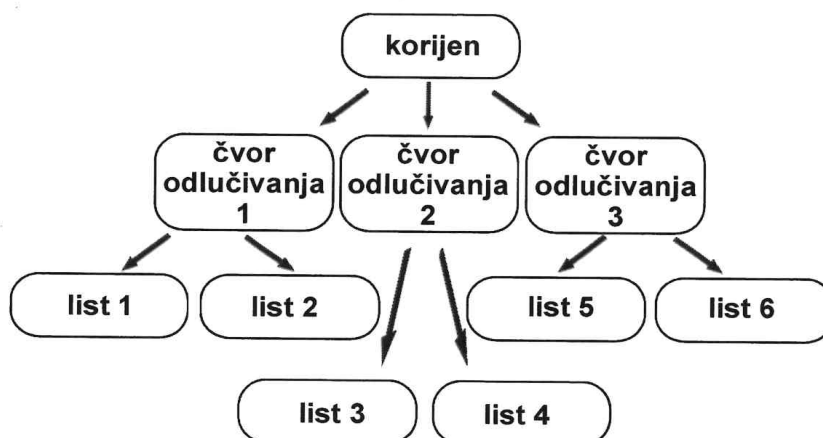 korijen
čvor
odlučivanja
1
čvor
odlučivanja
2
čvor
odlučivanja
3
list 1
list 2
list 5
list 6
list 3
list 4